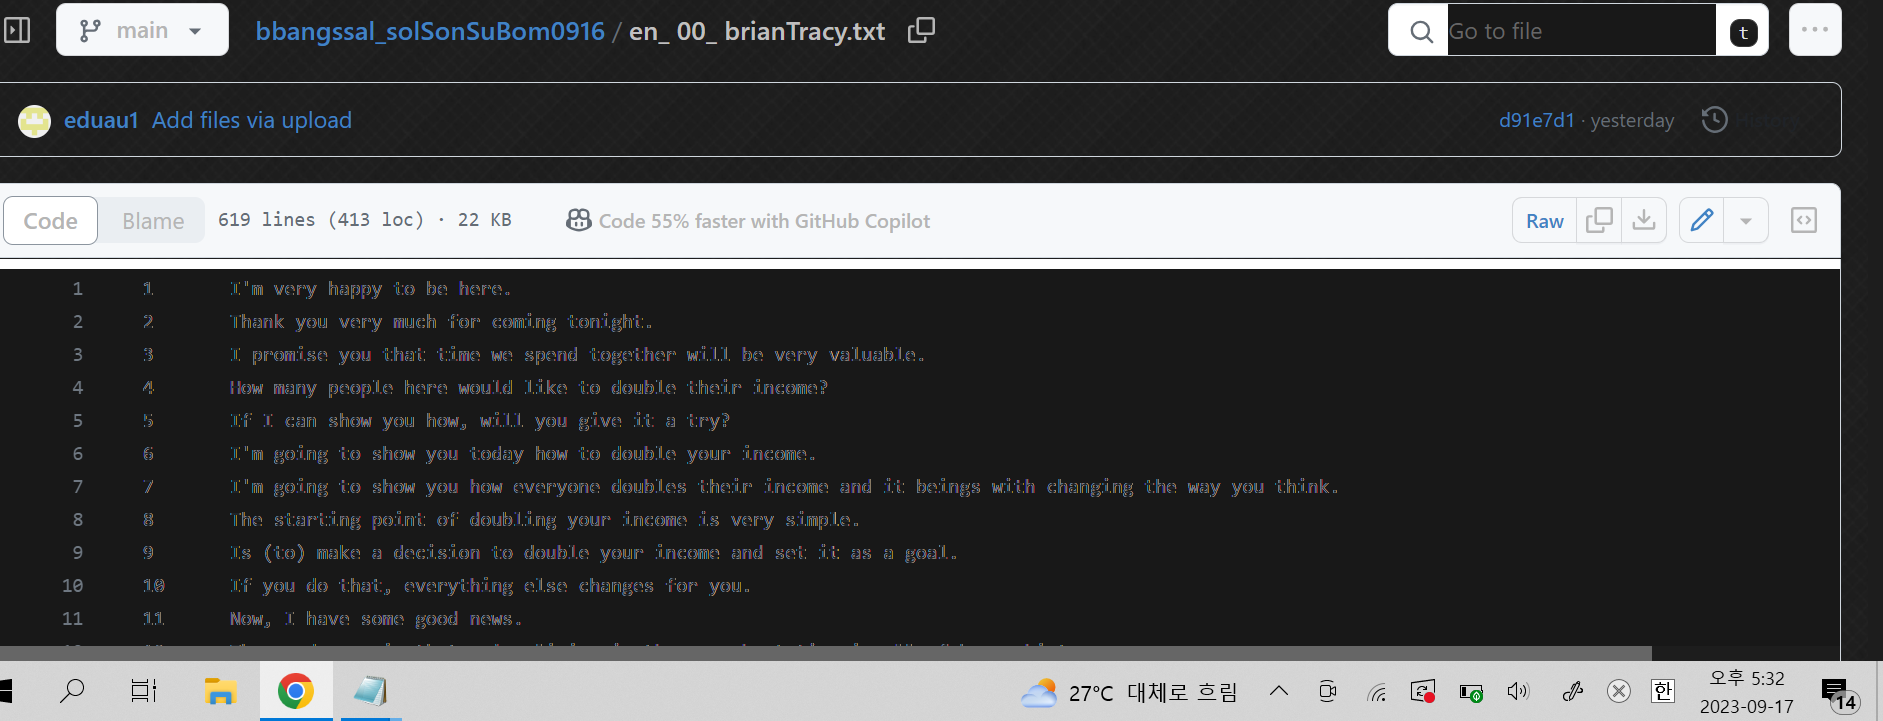 main
bbangssal_solSonSuBom0916 / en_ 00_ brianTracy.txt
Go to file
t
eduau1 Add files via upload
d91e7d1 · yesterday
Code Blame 619 lines (413 loc) · 22 KB Code 55% faster with GitHub Copilot
Raw
1 1 I'm very happy to be here.
2 2 Thank you very much for coming tonight.
3 3 I promise you that time we spend together will be very valuable.
4 4 How many people here would like to double their income?
5 5 If I can show you how, will you give it a try?
6 6 I'm going to show you today how to double your income.
7 7 I'm going to show you how everyone doubles their income and it beings with changing the way you think.
8 8 The starting point of doubling your income is very simple.
9 9 Is (to) make a decision to double your income and set it as a goal.
10 10 If you do that, everything else changes for you.
11 11 Now, I have some good news.
27°C 대체로 흐림
한
오후 5:32
2023-09-17
14